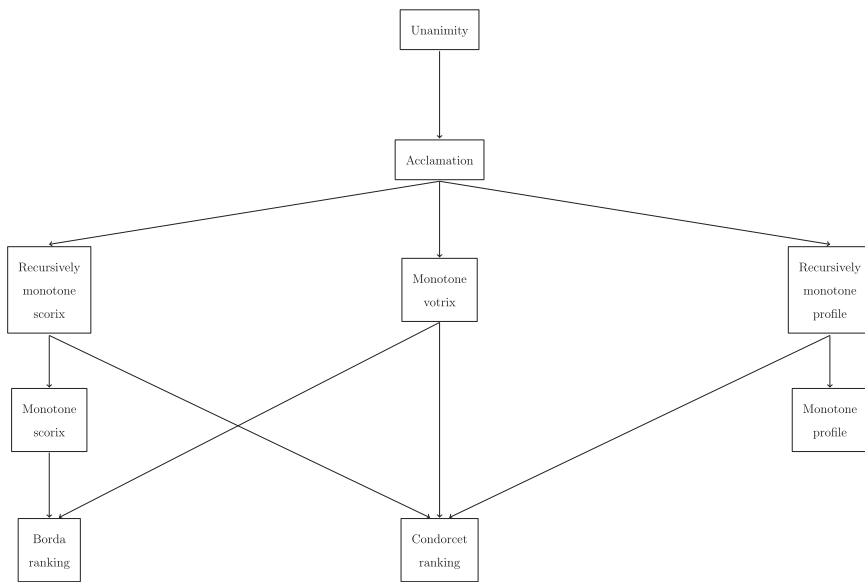 Unanimity
Acclamation
Recursively
monotone
scorix
Monotone
votrix
Recursively
monotone
profile
Monotone
scorix
Monotone
profile
Borda
ranking
Condorcet
ranking